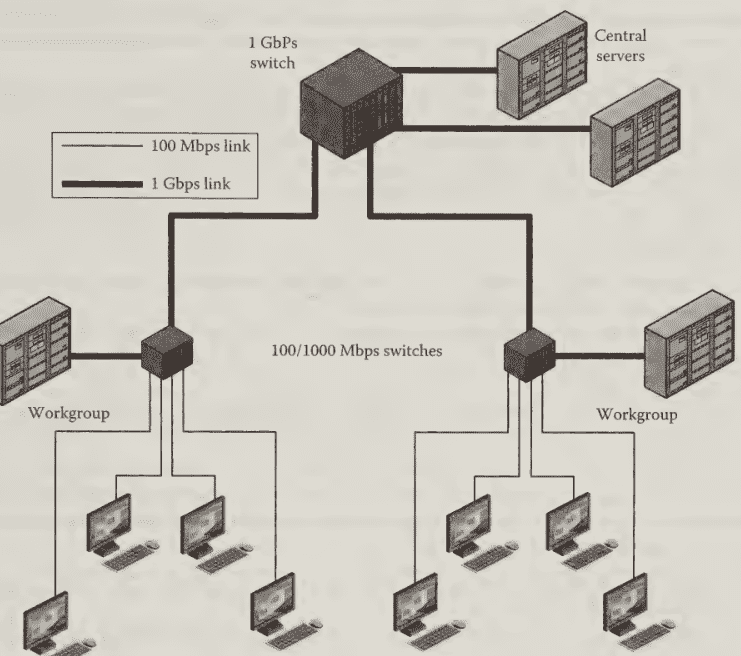 1 GbPs
switch
Central
servers
100 Mbps link
1 Gbps link
100/1000 Mbps switches
Workgroup
Workgroup